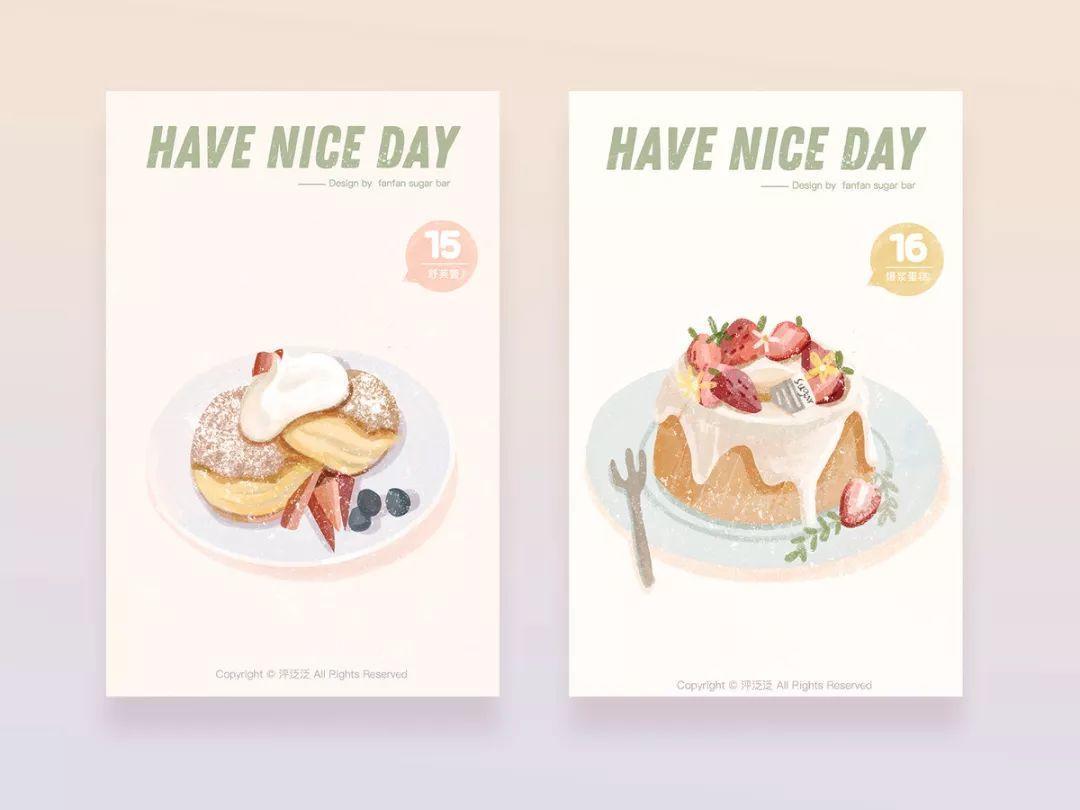 HAVE NICE DAY
Design by fanfan sugar bar
15
舒芙蕾
Copyright © 泙泛泛 All Rights Reserved
HAVE NICE DAY
Design by fanfan sugar bar
16
爆浆蛋糕
sugar
Copyright © 泙泛泛 All Rights Reserved